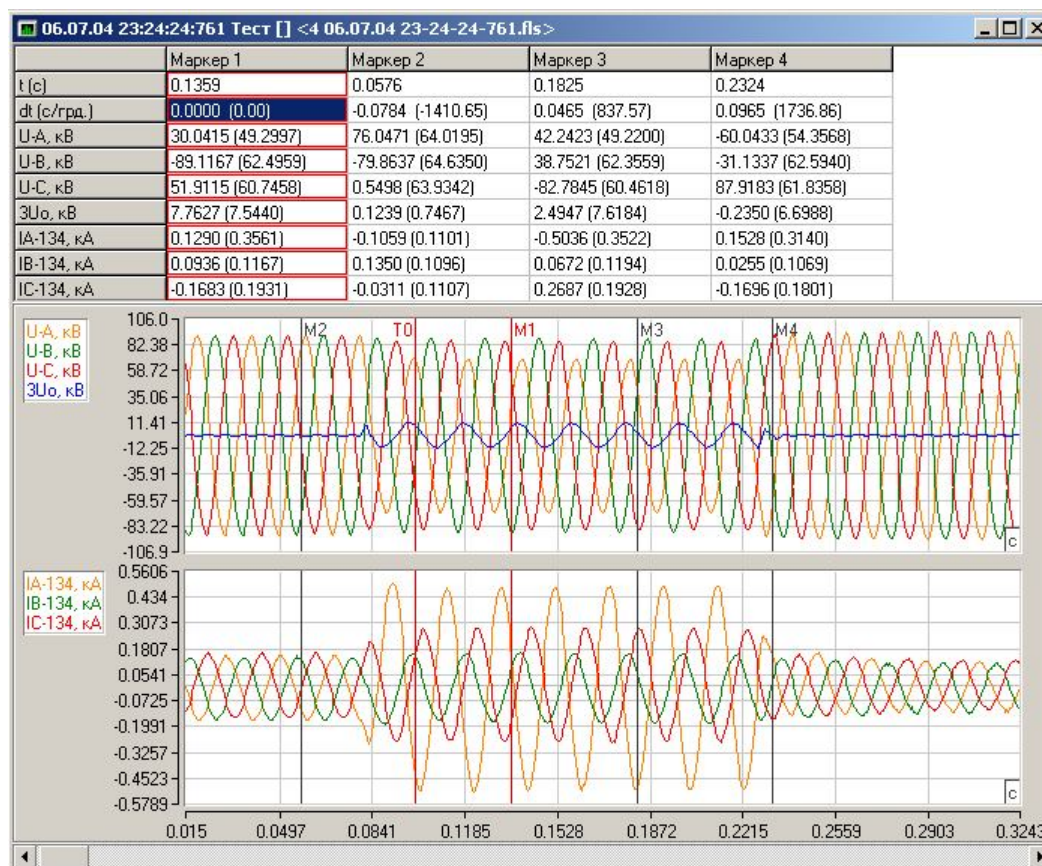 06.07.04 23:24:24:761 Тест [] <4 06.07.04 23-24-24-761.fls>
Маркер 1 Маркер 2 Маркер 3 Маркер 4
t (с) 0.1359 0.0576 0.1825 0.2324
dt (с/грд.) 0.0000 (0.00) -0.0784 (-1410.65) 0.0465 (837.57) 0.0965 (1736.86)
U-A, кВ 30.0415 (49.2997) 76.0471 (64.0195) 42.2423 (49.2200) -60.0433 (54.3568)
U-B, кВ -89.1167 (62.4959) -79.8637 (64.6350) 38.7521 (62.3559) -31.1337 (62.5940)
U-C, кВ 51.9115 (60.7458) 0.5498 (63.9342) -82.7845 (60.4618) 87.9183 (61.8358)
3Uo, кВ 7.7627 (7.5440) 0.1239 (0.7467) 2.4947 (7.6184) -0.2350 (6.6988)
IA-134, кА 0.1290 (0.3561) -0.1059 (0.1101) -0.5036 (0.3522) 0.1528 (0.3140)
IB-134, кА 0.0936 (0.1167) 0.1350 (0.1096) 0.0672 (0.1194) 0.0255 (0.1069)
IC-134, кА -0.1683 (0.1931) -0.0311 (0.1107) 0.2687 (0.1928) -0.1696 (0.1801)
U-A, кВ
U-B, кВ
U-C, кВ
3Uo, кВ
106.0
82.38
58.72
35.06
11.41
-12.25
-35.91
-59.57
-83.22
-106.9
M2 T0 M1 M3 M4
с
IA-134, кА
IB-134, кА
IC-134, кА
0.5606
0.434
0.3073
0.1807
0.0541
-0.0725
-0.1991
-0.3257
-0.4523
-0.5789
с
0.015 0.0497 0.0841 0.1185 0.1528 0.1872 0.2215 0.2559 0.2903 0.3243